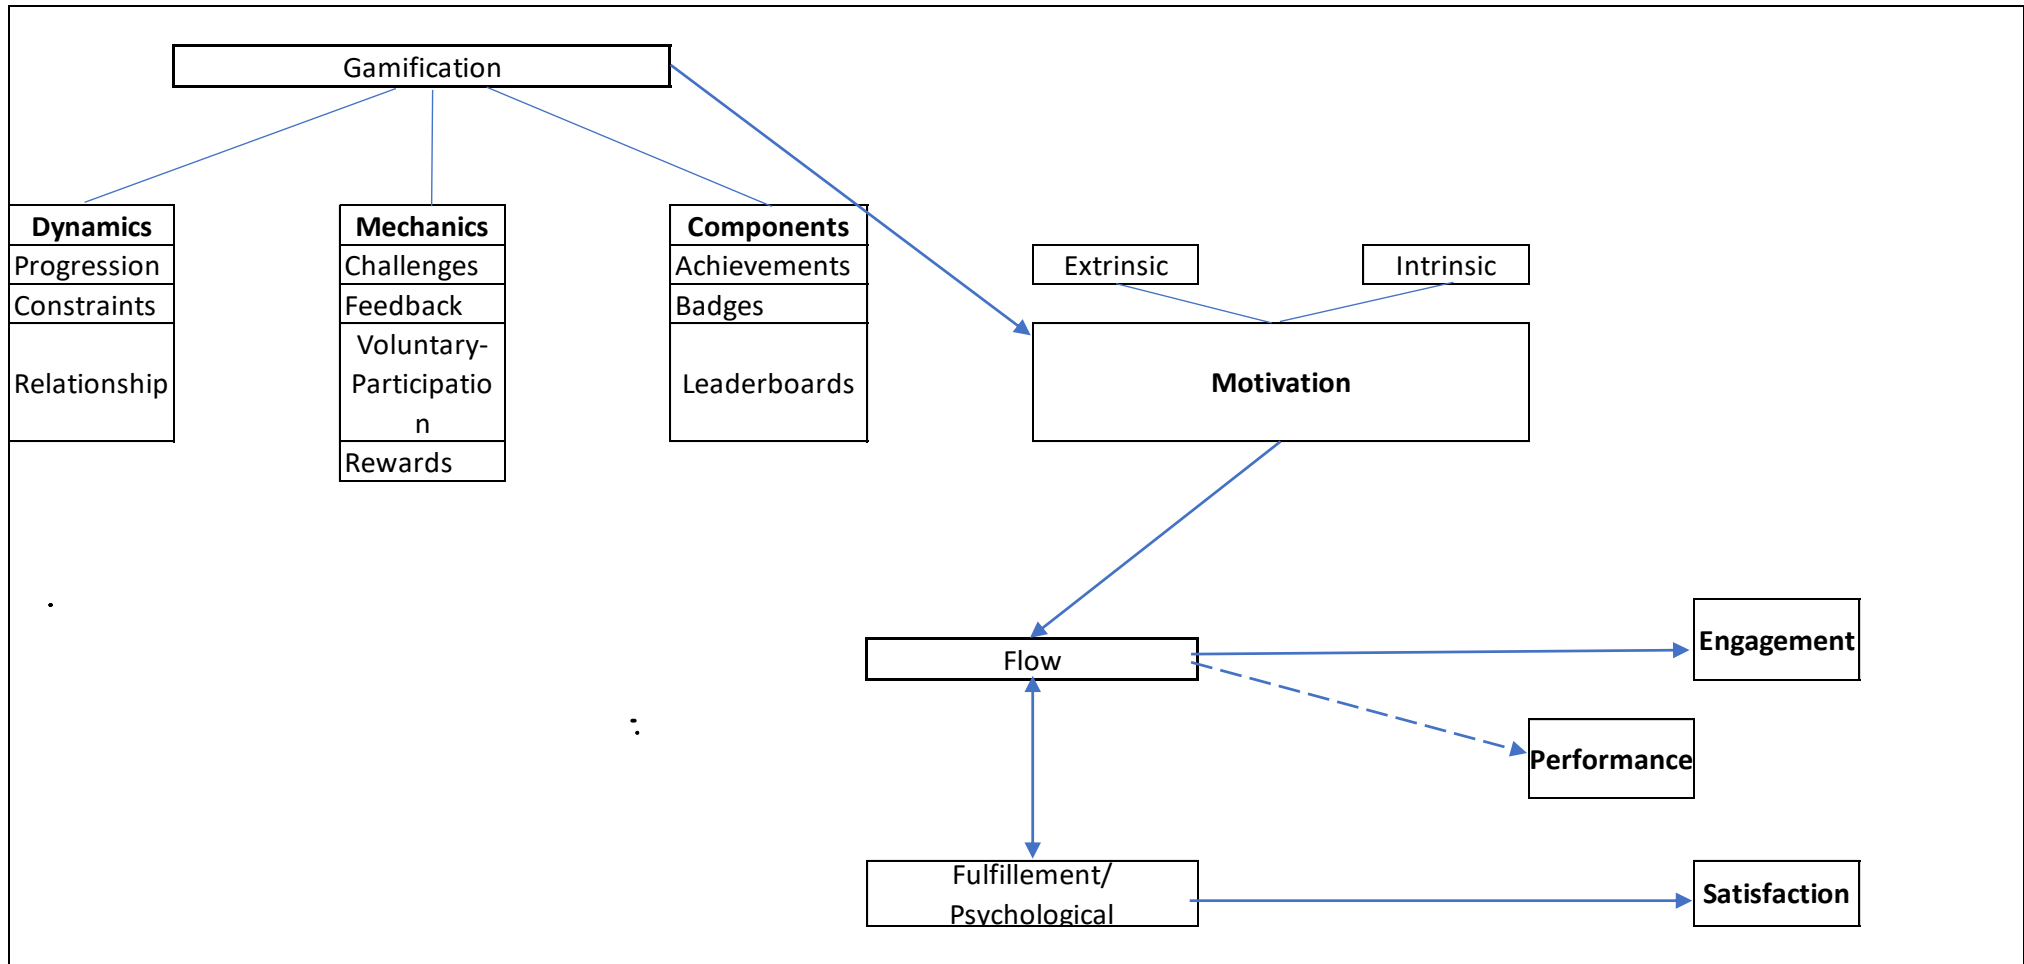 Gamification
Dynamics
Progression
Constraints
Relationship
Mechanics
Challenges
Feedback
Voluntary-
Participatio
n
Rewards
Components
Achievements
Badges
Leaderboards
Extrinsic
Intrinsic
Motivation
Flow
Engagement
Performance
Fulfillement/
Psychological
Satisfaction